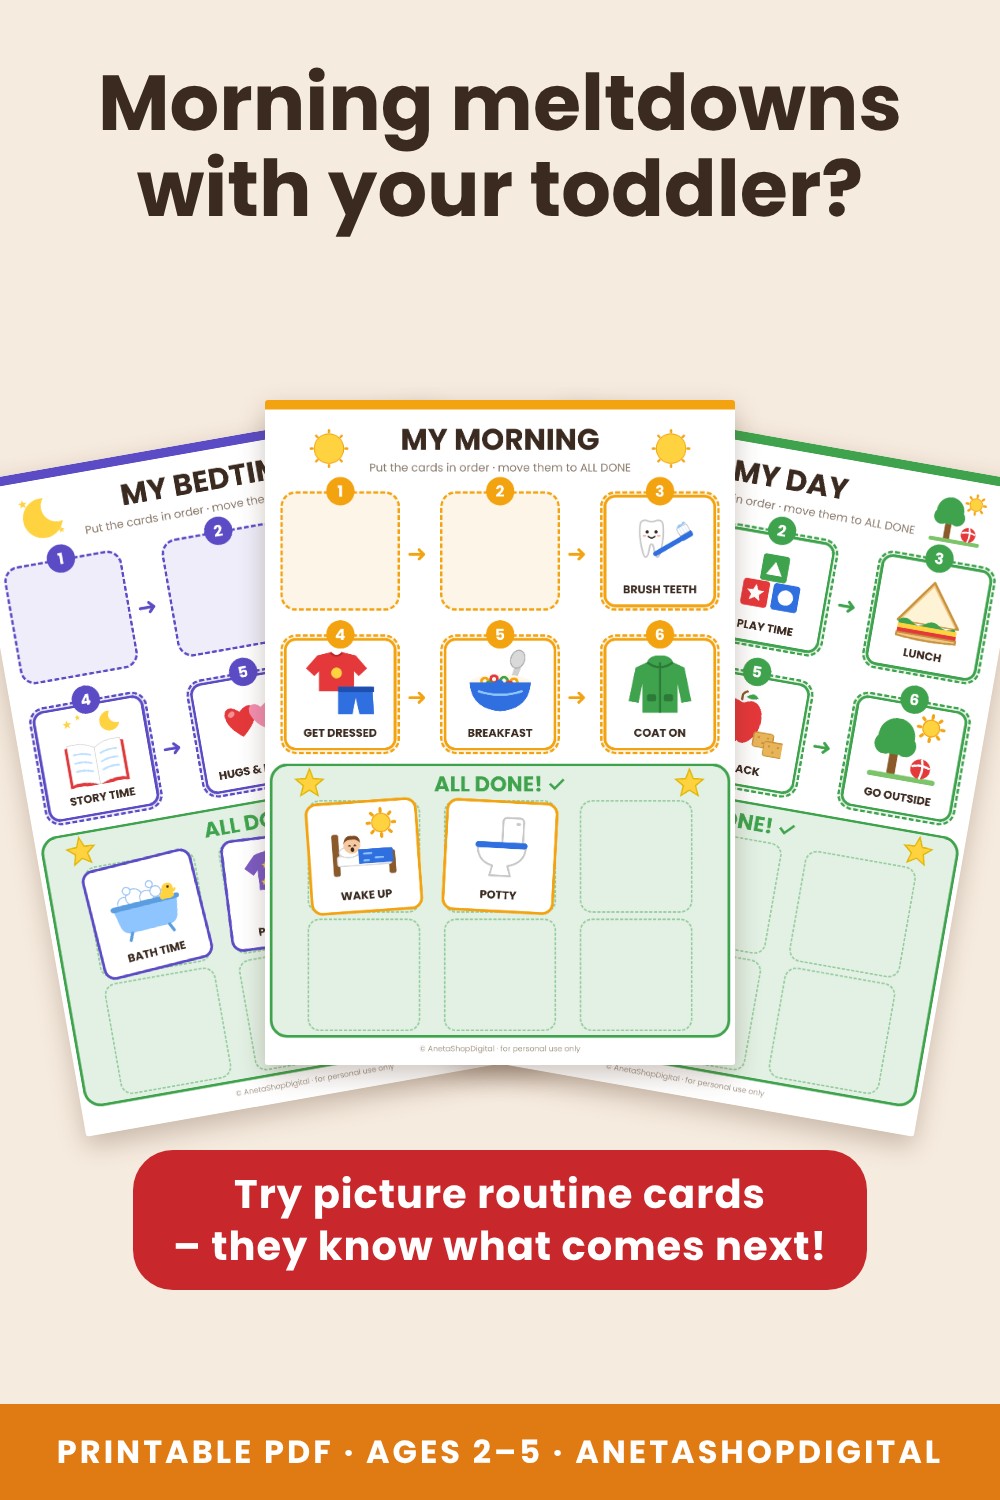 Morning meltdowns
with your toddler?
MY MORNING
Put the cards in order · move them to ALL DONE
1
2
3
BRUSH TEETH
4
5
6
GET DRESSED
BREAKFAST
COAT ON
ALL DONE! ✓
WAKE UP
POTTY
© AnetaShopDigital · for personal use only
MY
Put the cards in order · move
1
2
4
5
STORY TIME
HUGS &
ALL
BATH TIME
© AnetaShopDigital · for personal use only
MY DAY
in order · move them to ALL DONE
2
3
PLAY TIME
LUNCH
5
6
GO OUTSIDE
✓
© AnetaShopDigital · for personal use only
Try picture routine cards
– they know what comes next!
PRINTABLE PDF · AGES 2–5 · ANETASHOPDIGITAL